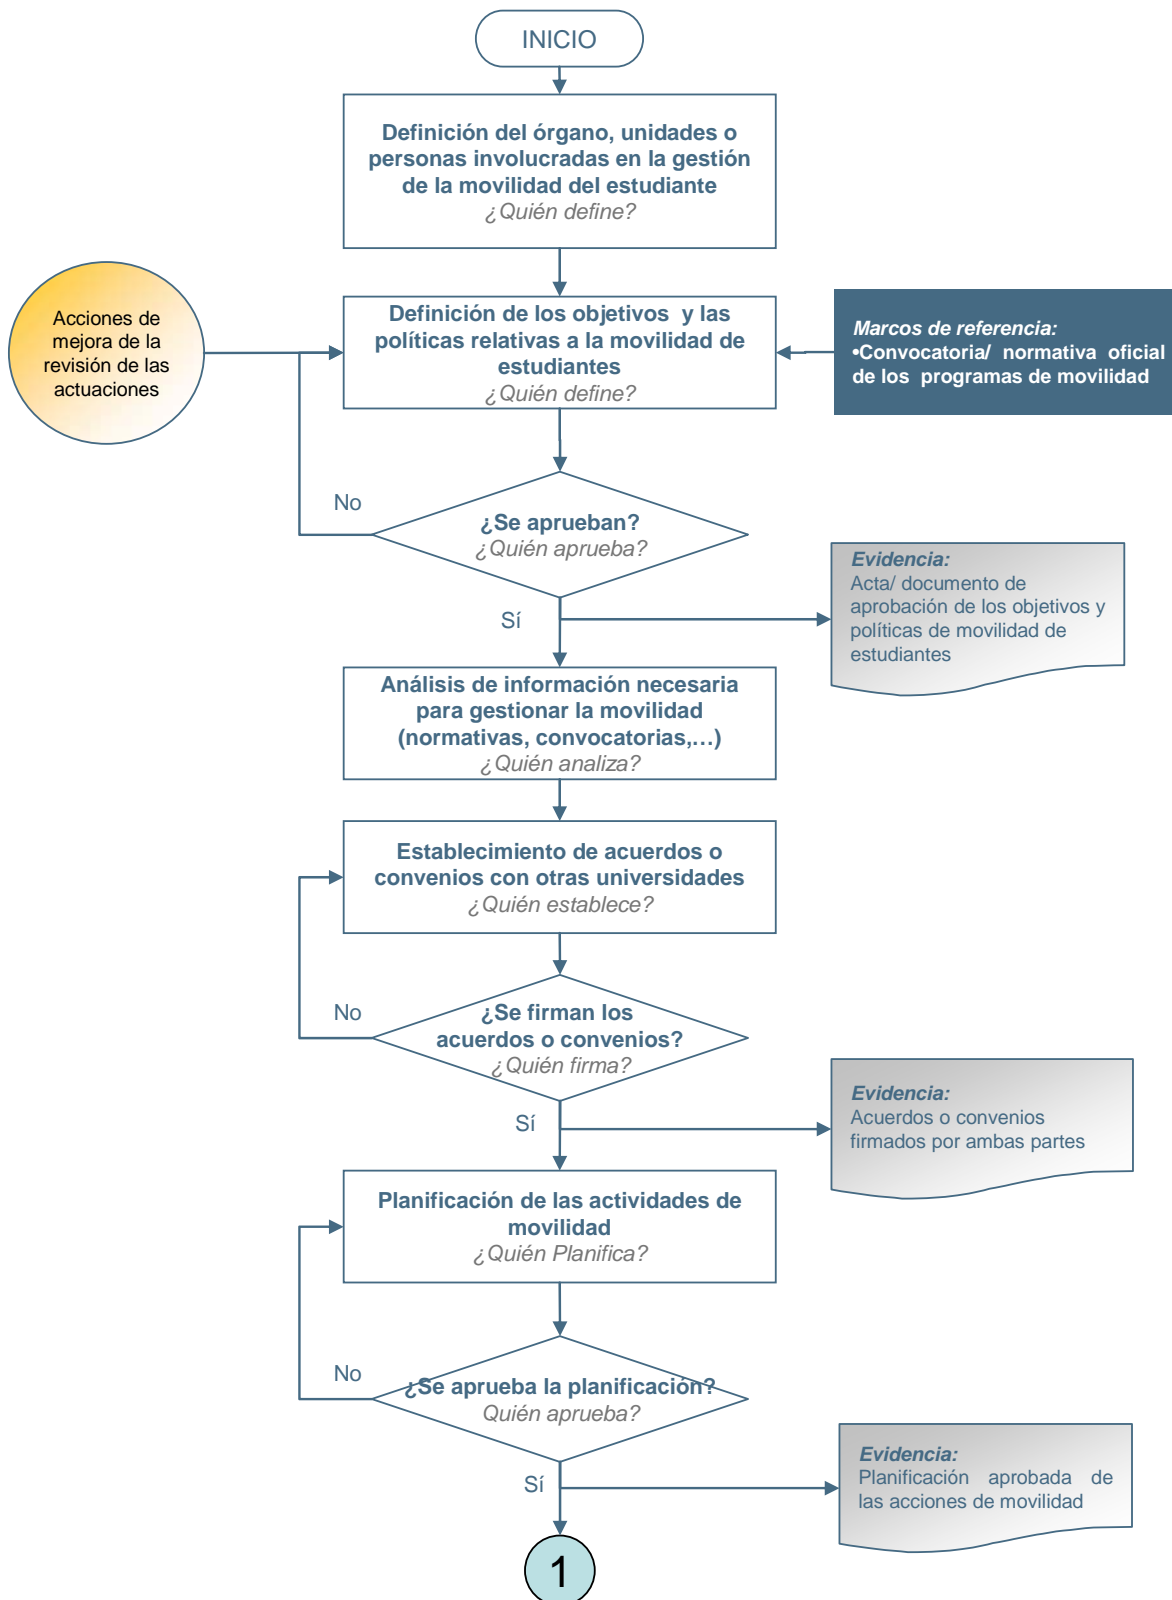 INICIO
Definición del órgano, unidades o
personas involucradas en la gestión
de la movilidad del estudiante
¿Quién define?
Acciones de
mejora de la
revisión de las
actuaciones
Definición de los objetivos y las
políticas relativas a la movilidad de
estudiantes
¿Quién define?
Marcos de referencia:
•Convocatoria/ normativa oficial
de los programas de movilidad
No
¿Se aprueban?
¿Quién aprueba?
Sí
Evidencia:
Acta/ documento de
aprobación de los objetivos y
políticas de movilidad de
estudiantes
Análisis de información necesaria
para gestionar la movilidad
(normativas, convocatorias,...)
¿Quién analiza?
Establecimiento de acuerdos o
convenios con otras universidades
¿Quién establece?
No
¿Se firman los
acuerdos o convenios?
¿Quién firma?
Sí
Evidencia:
Acuerdos o convenios
firmados por ambas partes
Planificación de las actividades de
movilidad
¿Quién Planifica?
No
¿Se aprueba la planificación?
Quién aprueba?
Sí
Evidencia:
Planificación aprobada de
las acciones de movilidad
1